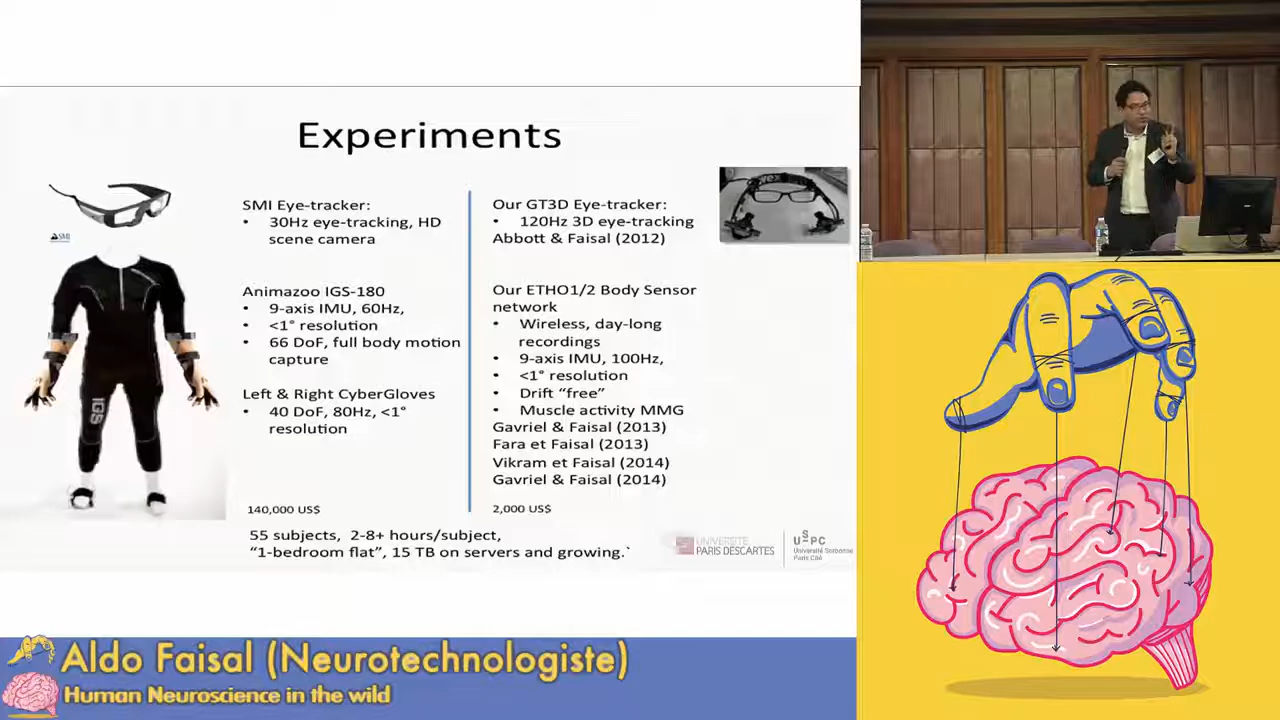 Experiments
SMI Eye-tracker:
• 30Hz eye-tracking, HD
scene camera
SMI
Animazoo IGS-180
• 9-axis IMU, 60Hz,
• <1° resolution
• 66 DoF, full body motion
capture
Left & Right CyberGloves
• 40 DoF, 80Hz, <1°
resolution
IGS
140,000 US$
Our GT3D Eye-tracker:
• 120Hz 3D eye-tracking
Abbott & Faisal (2012)
Our ETHO1/2 Body Sensor
network
• Wireless, day-long
recordings
• 9-axis IMU, 100Hz,
• <1° resolution
• Drift “free”
• Muscle activity MMG
Gavriel & Faisal (2013)
Fara et Faisal (2013)
Vikram et Faisal (2014)
Gavriel & Faisal (2014)
2,000 US$
55 subjects, 2-8+ hours/subject,
“1-bedroom flat”, 15 TB on servers and growing.`
UNIVERSITÉ
PARIS DESCARTES
USPC
Université Sorbonne
Paris Cité
Aldo Faisal (Neurotechnologiste)
Human Neuroscience in the wild